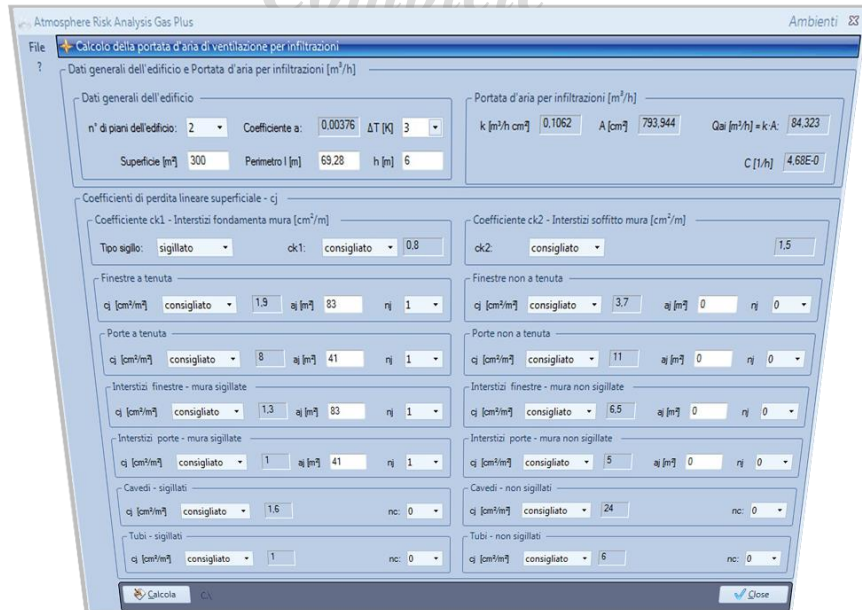 Atmosphere Risk Analysis Gas Plus Ambienti
File Calcolo della portata d'aria di ventilazione per infiltrazioni
?
Dati generali dell'edificio e Portata d'aria per infiltrazioni [m³/h]
Dati generali dell'edificio Portata d'aria per infiltrazioni [m³/h]
n° di piani dell'edificio: 2 Coefficiente a: 0,00376 ΔT [K] 3 k [m³/h cm²] 0,1062 A [cm²] 793,944 Qai [m³/h] = k·A: 84,323
Superficie [m²] 300 Perimetro l [m] 69,28 h [m] 6 C [1/h] 4,68E-0
Coefficienti di perdita lineare superficiale - cj
Coefficiente ck1 - Interstizi fondamenta mura [cm²/m] Coefficiente ck2 - Interstizi soffitto mura [cm²/m]
Tipo sigillo: sigillato ck1: consigliato 0,8 ck2: consigliato 1,5
Finestre a tenuta Finestre non a tenuta
cj [cm²/m²] consigliato 1,9 aj [m²] 83 nj 1 cj [cm²/m²] consigliato 3,7 aj [m²] 0 nj 0
Porte a tenuta Porte non a tenuta
cj [cm²/m²] consigliato 8 aj [m²] 41 nj 1 cj [cm²/m²] consigliato 11 aj [m²] 0 nj 0
Interstizi finestre - mura sigillate Interstizi finestre - mura non sigillate
cj [cm²/m²] consigliato 1,3 aj [m²] 83 nj 1 cj [cm²/m²] consigliato 6,5 aj [m²] 0 nj 0
Interstizi porte - mura sigillate Interstizi porte - mura non sigillate
cj [cm²/m²] consigliato 1 aj [m²] 41 nj 1 cj [cm²/m²] consigliato 5 aj [m²] 0 nj 0
Cavedi - sigillati Cavedi - non sigillati
cj [cm²/m²] consigliato 1,6 nc: 0 cj [cm²/m²] consigliato 24 nc: 0
Tubi - sigillati Tubi - non sigillati
cj [cm²/m²] consigliato 1 nc: 0 cj [cm²/m²] consigliato 6 nc: 0
Calcola C:\ Close